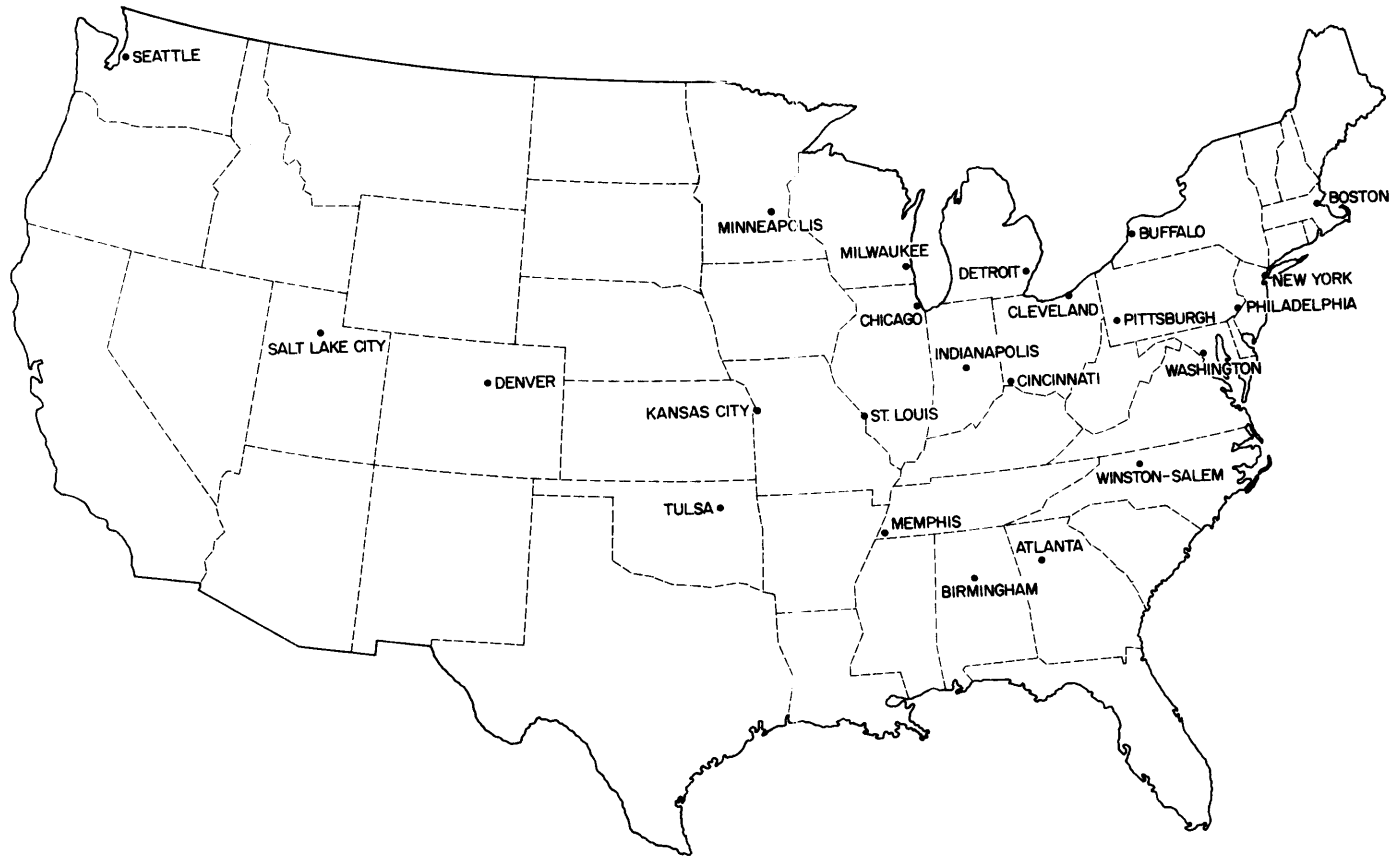 SEATTLE
BOSTON
MINNEAPOLIS
BUFFALO
MILWAUKEE
DETROIT
NEW YORK
CLEVELAND
PHILADELPHIA
CHICAGO
PITTSBURGH
SALT LAKE CITY
INDIANAPOLIS
WASHINGTON
DENVER
CINCINNATI
KANSAS CITY
ST. LOUIS
WINSTON-SALEM
TULSA
MEMPHIS
ATLANTA
BIRMINGHAM